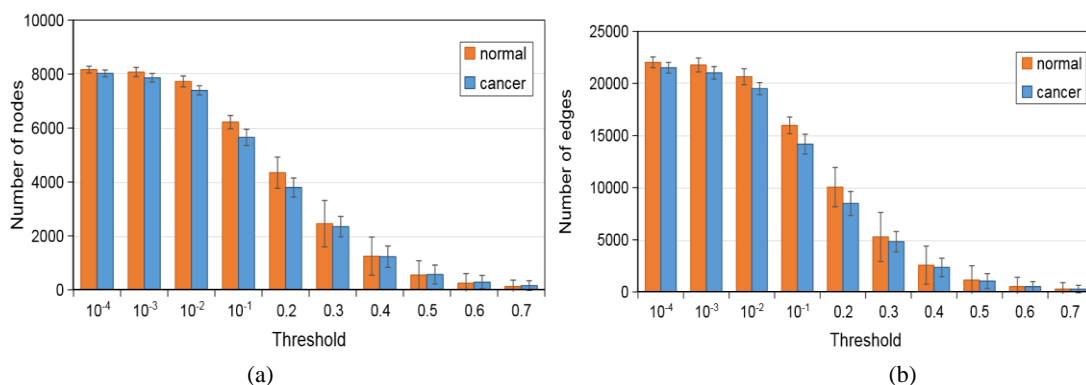 10000
8000
6000
4000
2000
0
Number of nodes
normal
cancer
10⁻⁴ 10⁻³ 10⁻² 10⁻¹ 0.2 0.3 0.4 0.5 0.6 0.7
Threshold
(a)
25000
20000
15000
10000
5000
0
Number of edges
normal
cancer
10⁻⁴ 10⁻³ 10⁻² 10⁻¹ 0.2 0.3 0.4 0.5 0.6 0.7
Threshold
(b)